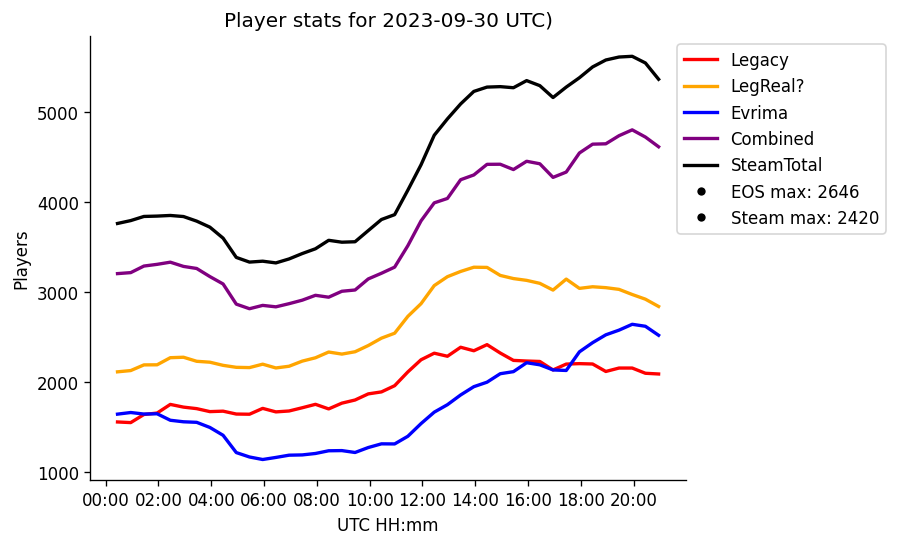 Player stats for 2023-09-30 UTC)
Legacy
LegReal?
Evrima
Combined
SteamTotal
EOS max: 2646
Steam max: 2420
Players
5000
4000
3000
2000
1000
00:00 02:00 04:00 06:00 08:00 10:00 12:00 14:00 16:00 18:00 20:00
UTC HH:mm